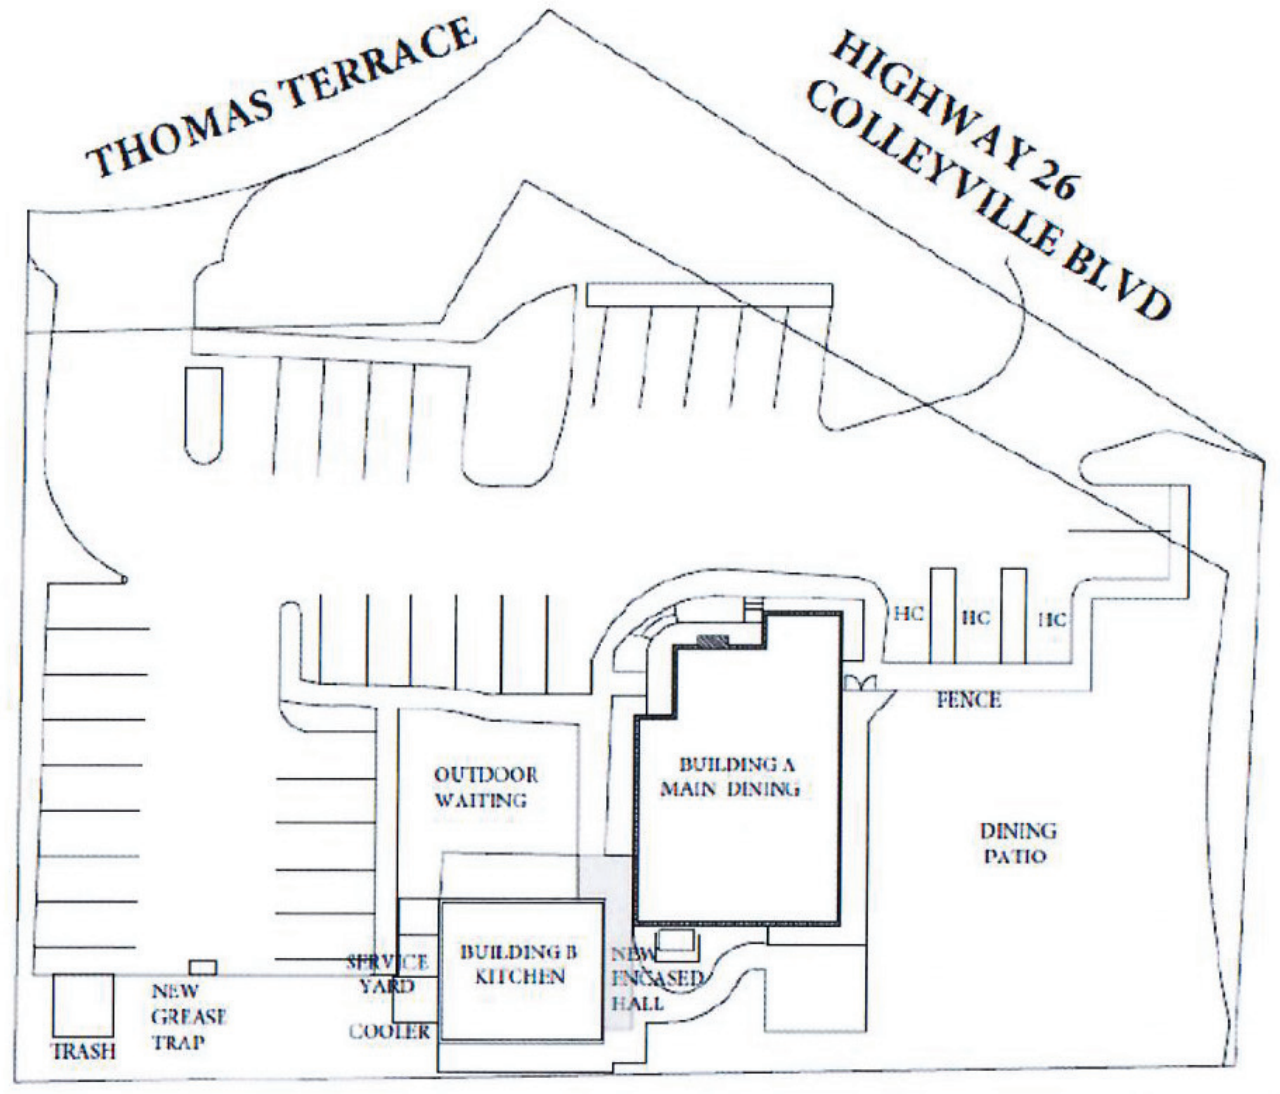 THOMAS TERRACE
HIGHWAY 26
COLLEYVILLE BLVD
HC
HC
HC
FENCE
OUTDOOR
WAITING
BUILDING A
MAIN DINING
DINING
PATIO
BUILDING B
KITCHEN
NEW
ENCASED
HALL
SERVICE
YARD
COOLER
NEW
GREASE
TRAP
TRASH